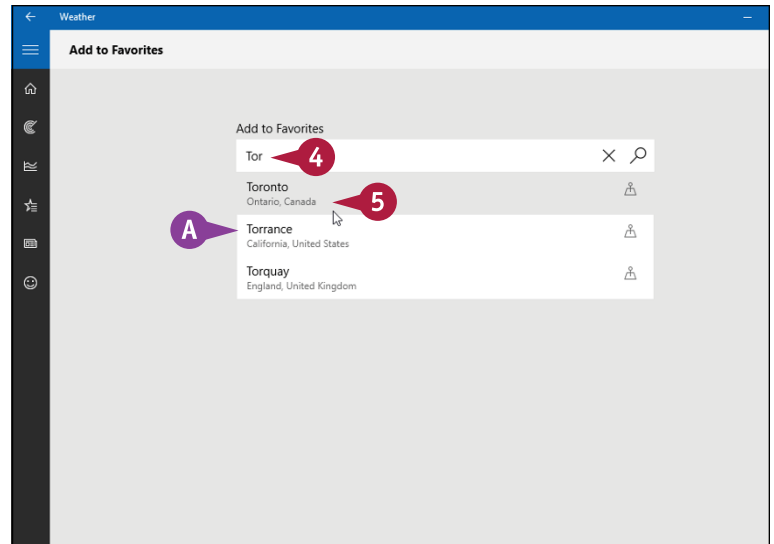 Weather
Add to Favorites
Add to Favorites
Tor
4
Toronto
Ontario, Canada
5
A
Torrance
California, United States
Torquay
England, United Kingdom